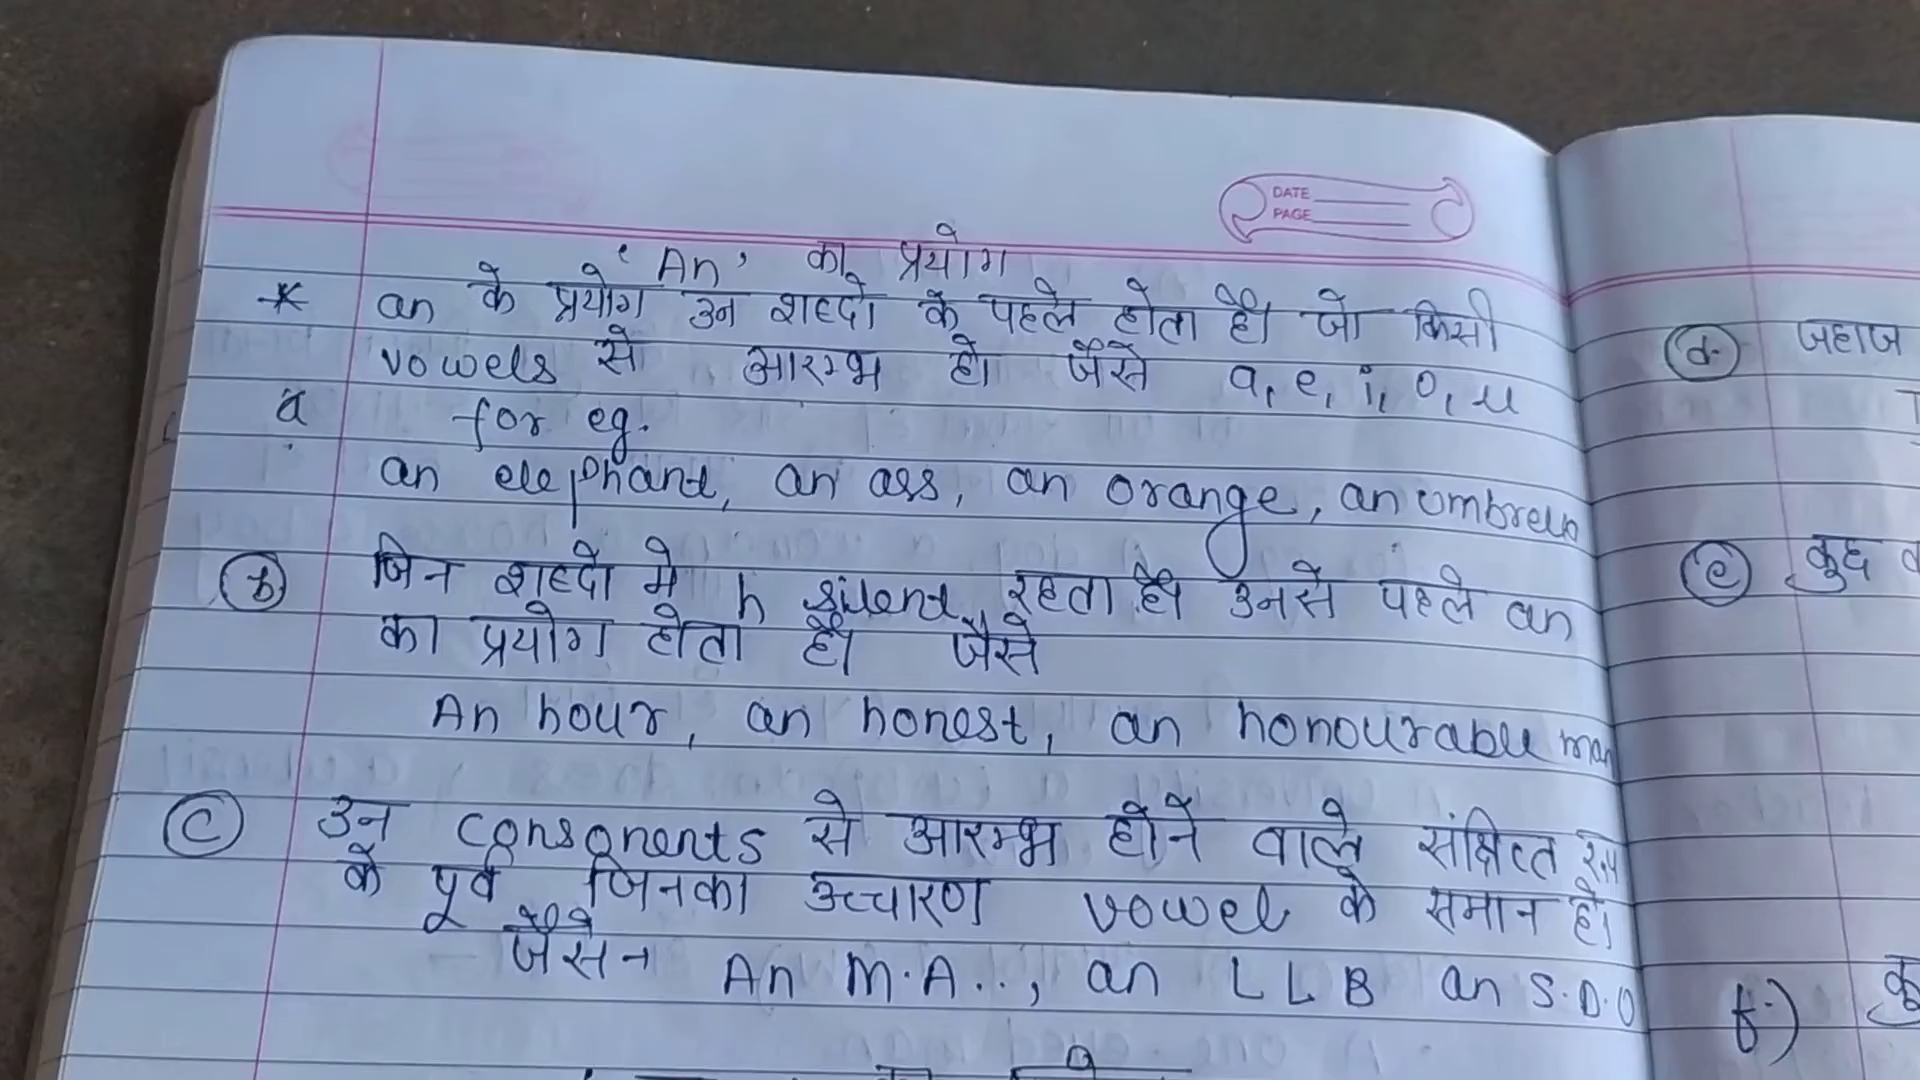 DATE
PAGE
'An' का प्रयोग
* an के प्रयोग उन शब्दो के पहले होता है। जो किसी
vowels से आरम्भ हो। जैसे a, e, i, o, u
a for eg.
an elephant, an ass, an orange, an umbrella
b जिन शब्दो मे h silent रहता है। उनसे पहले an
का प्रयोग होता है। जैसे
An hour, an honest, an honourable man
c उन consonents से आरम्भ होने वाले संक्षिप्त रूप
के पूर्व जिनका उच्चारण vowel के समान हो।
जैसे- An M.A.., an LLB an S.D.O
d जहाज
e कुछ
f.)